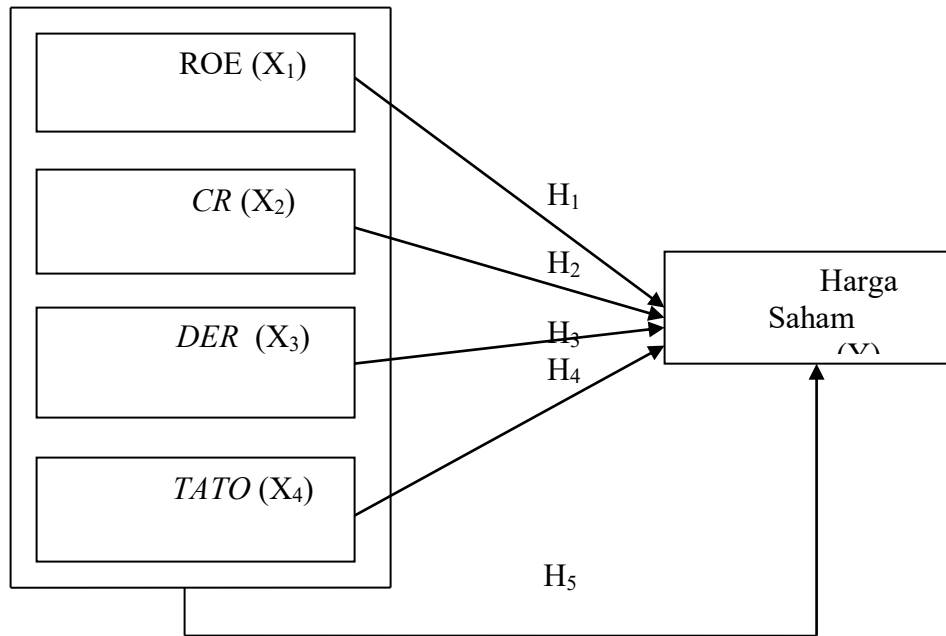 ROE (X₁)
CR (X₂)
DER (X₃)
TATO (X₄)
H₁
H₂
H₃
H₄
H₅
Harga
Saham